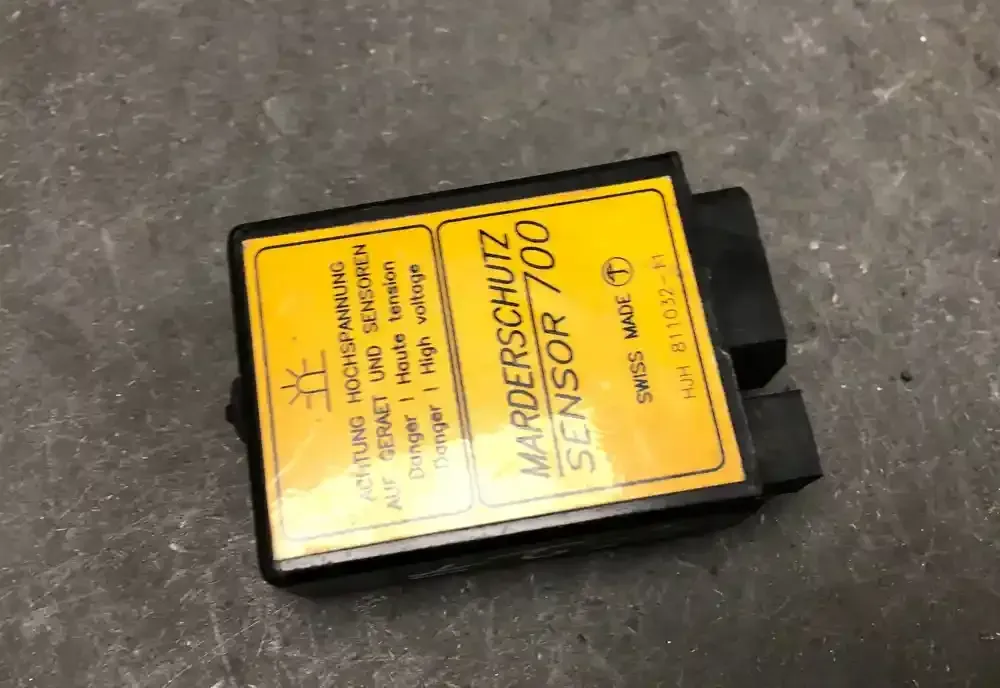 ACHTUNG HOCHSPANNUNG
AUF GERAET UND SENSOREN
Danger ! Haute tension
Danger ! High voltage
MARDERSCHUTZ
SENSOR 700
SWISS MADE
HJH 811032-M